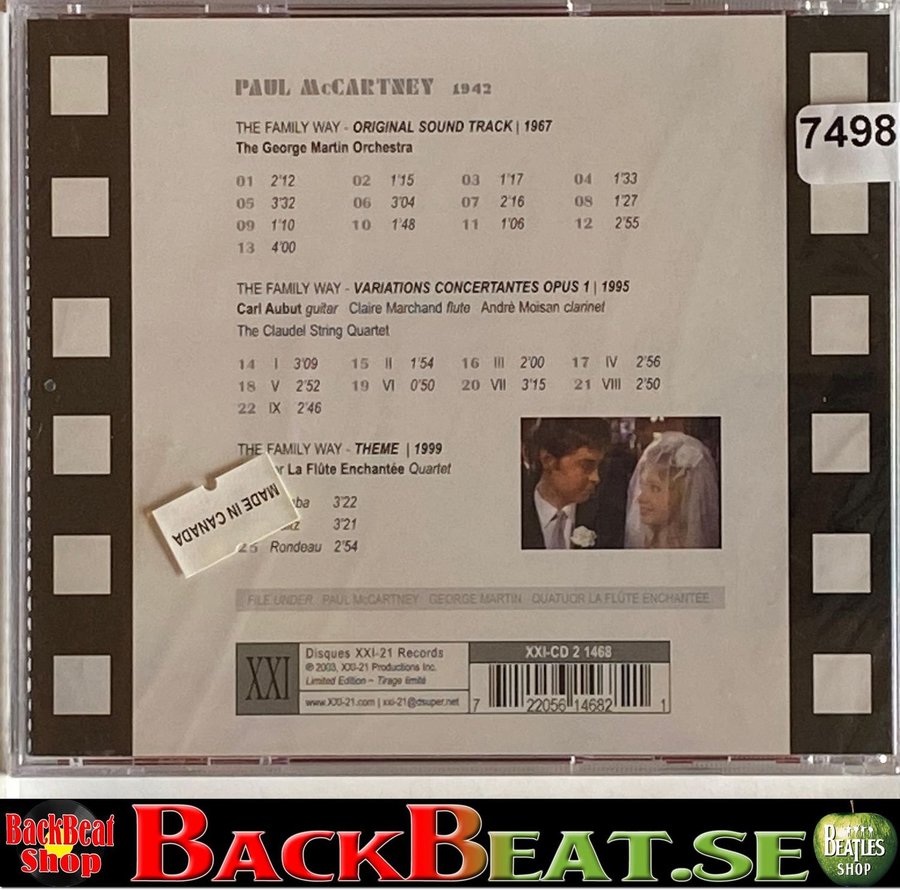 PAUL McCARTNEY 1942
7498
THE FAMILY WAY - ORIGINAL SOUND TRACK | 1967
The George Martin Orchestra
01 2'12 02 1'15 03 1'17 04 1'33
05 3'32 06 3'04 07 2'16 08 1'27
09 1'10 10 1'48 11 1'06 12 2'55
13 4'00
THE FAMILY WAY - VARIATIONS CONCERTANTES OPUS 1 | 1995
Carl Aubut guitar Claire Marchand flute André Moisan clarinet
The Claudel String Quartet
14 I 3'09 15 II 1'54 16 III 2'00 17 IV 2'56
18 V 2'52 19 VI 0'50 20 VII 3'15 21 VIII 2'50
22 IX 2'46
THE FAMILY WAY - THEME | 1999
La Flûte Enchantée Quartet
3'22
3'21
25 Rondeau 2'54
MADE IN CANADA
FILE UNDER PAUL McCARTNEY GEORGE MARTIN QUATUOR LA FLÛTE ENCHANTÉE
XXI
Disques XXI-21 Records
℗ 2003, XXI-21 Productions Inc.
Limited Edition ~ Tirage limité
www.XXI-21.com | xxi-21@dsuper.net
XXI-CD 2 1468
7 22056 14682 1
BackBeat Shop
BACKBEAT.SE
BEATLES SHOP